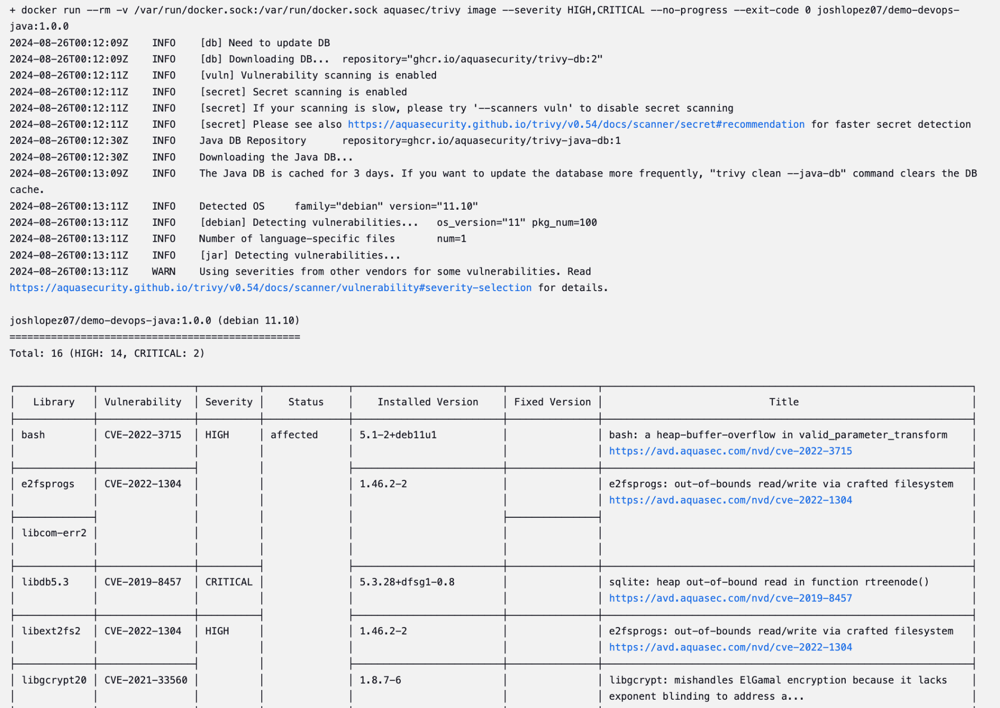 + docker run --rm -v /var/run/docker.sock:/var/run/docker.sock aquasec/trivy image --severity HIGH,CRITICAL --no-progress --exit-code 0 joshlopez07/demo-devops-
java:1.0.0
2024-08-26T00:12:09Z INFO [db] Need to update DB
2024-08-26T00:12:09Z INFO [db] Downloading DB... repository="ghcr.io/aquasecurity/trivy-db:2"
2024-08-26T00:12:11Z INFO [vuln] Vulnerability scanning is enabled
2024-08-26T00:12:11Z INFO [secret] Secret scanning is enabled
2024-08-26T00:12:11Z INFO [secret] If your scanning is slow, please try '--scanners vuln' to disable secret scanning
2024-08-26T00:12:11Z INFO [secret] Please see also https://aquasecurity.github.io/trivy/v0.54/docs/scanner/secret#recommendation for faster secret detection
2024-08-26T00:12:30Z INFO Java DB Repository repository=ghcr.io/aquasecurity/trivy-java-db:1
2024-08-26T00:12:30Z INFO Downloading the Java DB...
2024-08-26T00:13:09Z INFO The Java DB is cached for 3 days. If you want to update the database more frequently, "trivy clean --java-db" command clears the DB
cache.
2024-08-26T00:13:11Z INFO Detected OS family="debian" version="11.10"
2024-08-26T00:13:11Z INFO [debian] Detecting vulnerabilities... os_version="11" pkg_num=100
2024-08-26T00:13:11Z INFO Number of language-specific files num=1
2024-08-26T00:13:11Z INFO [jar] Detecting vulnerabilities...
2024-08-26T00:13:11Z WARN Using severities from other vendors for some vulnerabilities. Read
https://aquasecurity.github.io/trivy/v0.54/docs/scanner/vulnerability#severity-selection for details.
joshlopez07/demo-devops-java:1.0.0 (debian 11.10)
=================================================
Total: 16 (HIGH: 14, CRITICAL: 2)
Library Vulnerability Severity Status Installed Version Fixed Version Title
bash CVE-2022-3715 HIGH affected 5.1-2+deb11u1 bash: a heap-buffer-overflow in valid_parameter_transform
https://avd.aquasec.com/nvd/cve-2022-3715
e2fsprogs CVE-2022-1304 1.46.2-2 e2fsprogs: out-of-bounds read/write via crafted filesystem
https://avd.aquasec.com/nvd/cve-2022-1304
libcom-err2
libdb5.3 CVE-2019-8457 CRITICAL 5.3.28+dfsg1-0.8 sqlite: heap out-of-bound read in function rtreenode()
https://avd.aquasec.com/nvd/cve-2019-8457
libext2fs2 CVE-2022-1304 HIGH 1.46.2-2 e2fsprogs: out-of-bounds read/write via crafted filesystem
https://avd.aquasec.com/nvd/cve-2022-1304
libgcrypt20 CVE-2021-33560 1.8.7-6 libgcrypt: mishandles ElGamal encryption because it lacks
exponent blinding to address a...